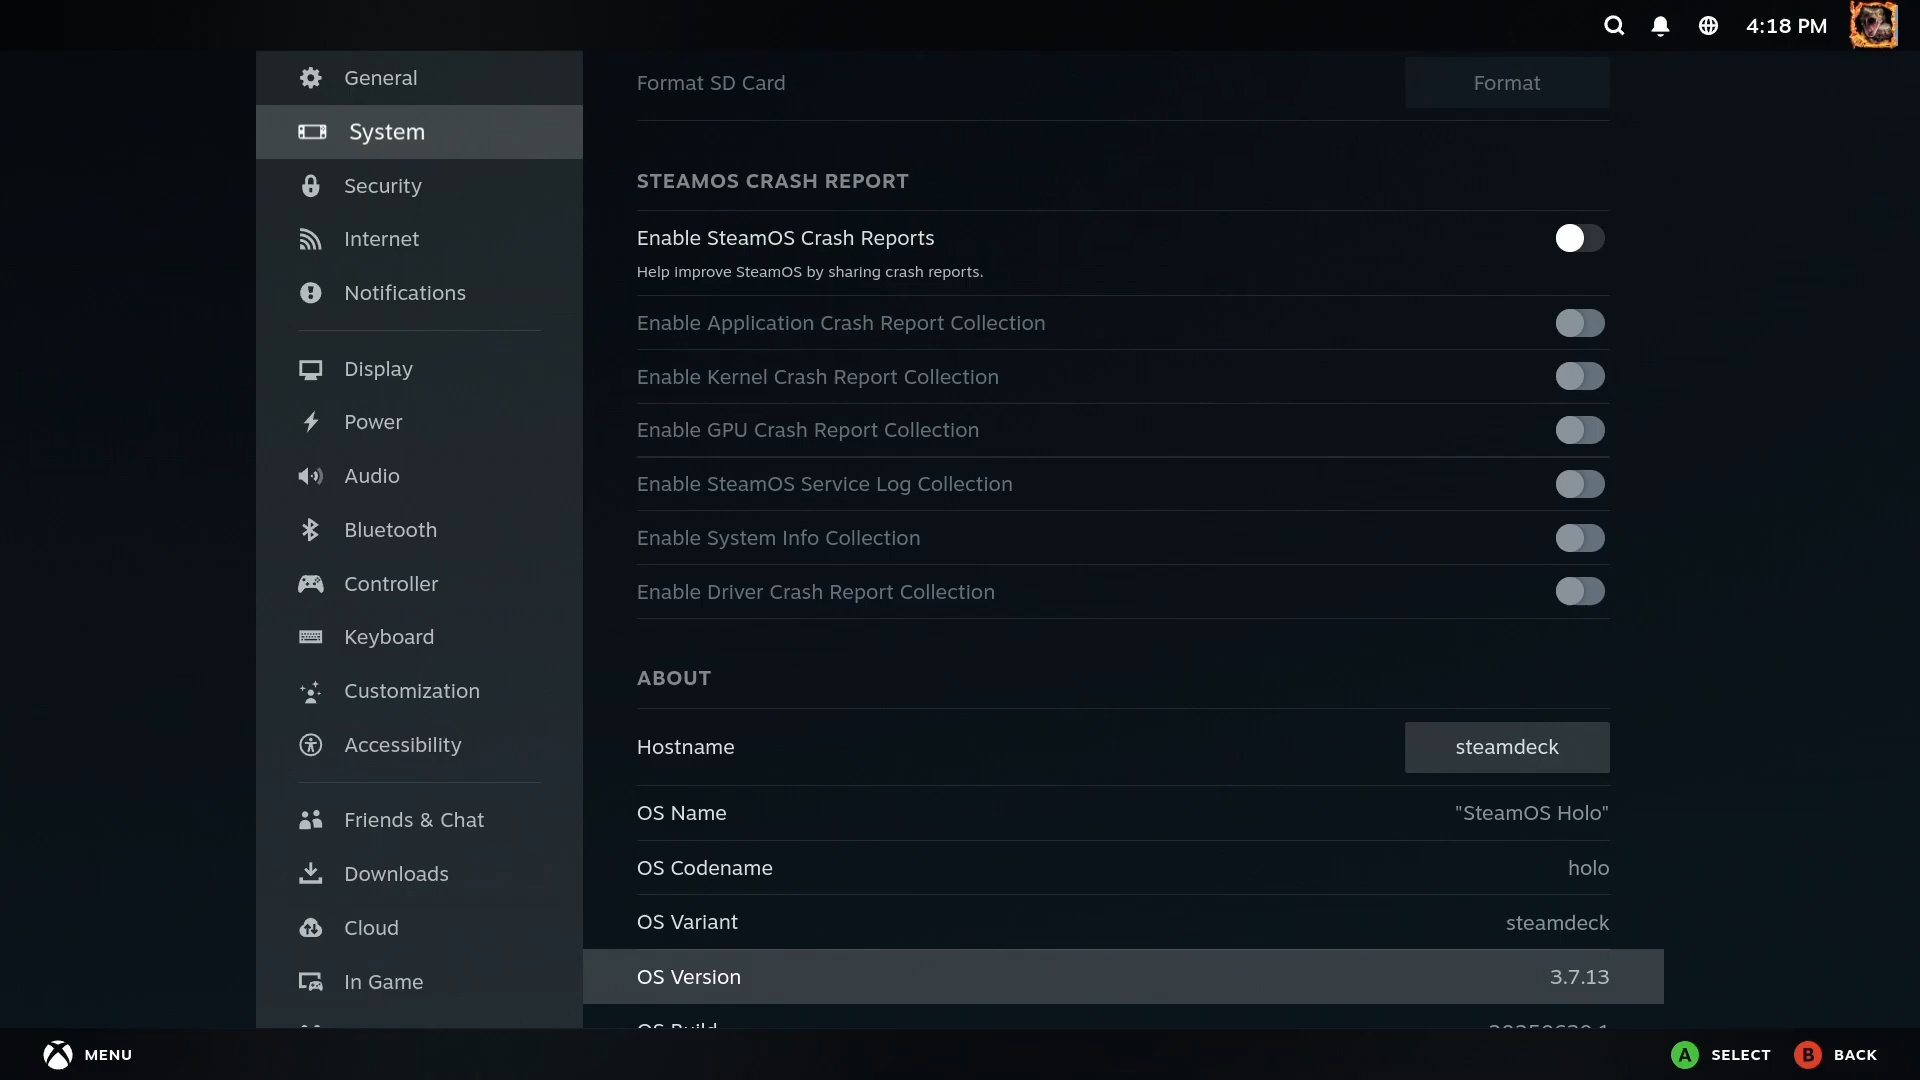 4:18 PM
General
System
Security
Internet
Notifications
Display
Power
Audio
Bluetooth
Controller
Keyboard
Customization
Accessibility
Friends & Chat
Downloads
Cloud
In Game
Format SD Card
Format
STEAMOS CRASH REPORT
Enable SteamOS Crash Reports
Help improve SteamOS by sharing crash reports.
Enable Application Crash Report Collection
Enable Kernel Crash Report Collection
Enable GPU Crash Report Collection
Enable SteamOS Service Log Collection
Enable System Info Collection
Enable Driver Crash Report Collection
ABOUT
Hostname
steamdeck
OS Name
"SteamOS Holo"
OS Codename
holo
OS Variant
steamdeck
OS Version
3.7.13
OS Build
MENU
A SELECT
B BACK